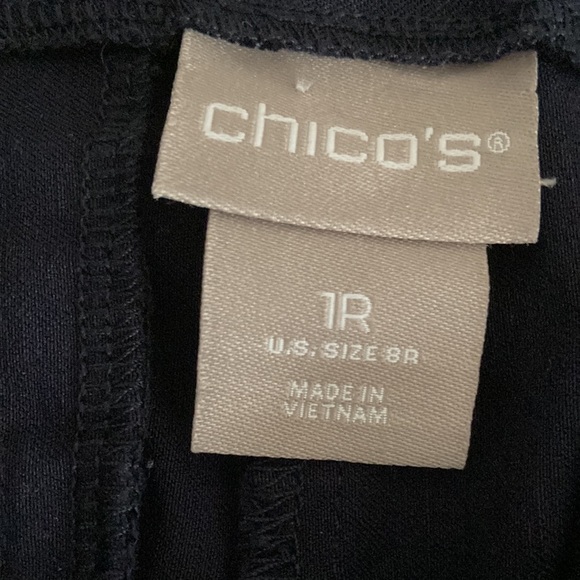 chico's®
1R
U.S. SIZE 8R
MADE IN
VIETNAM